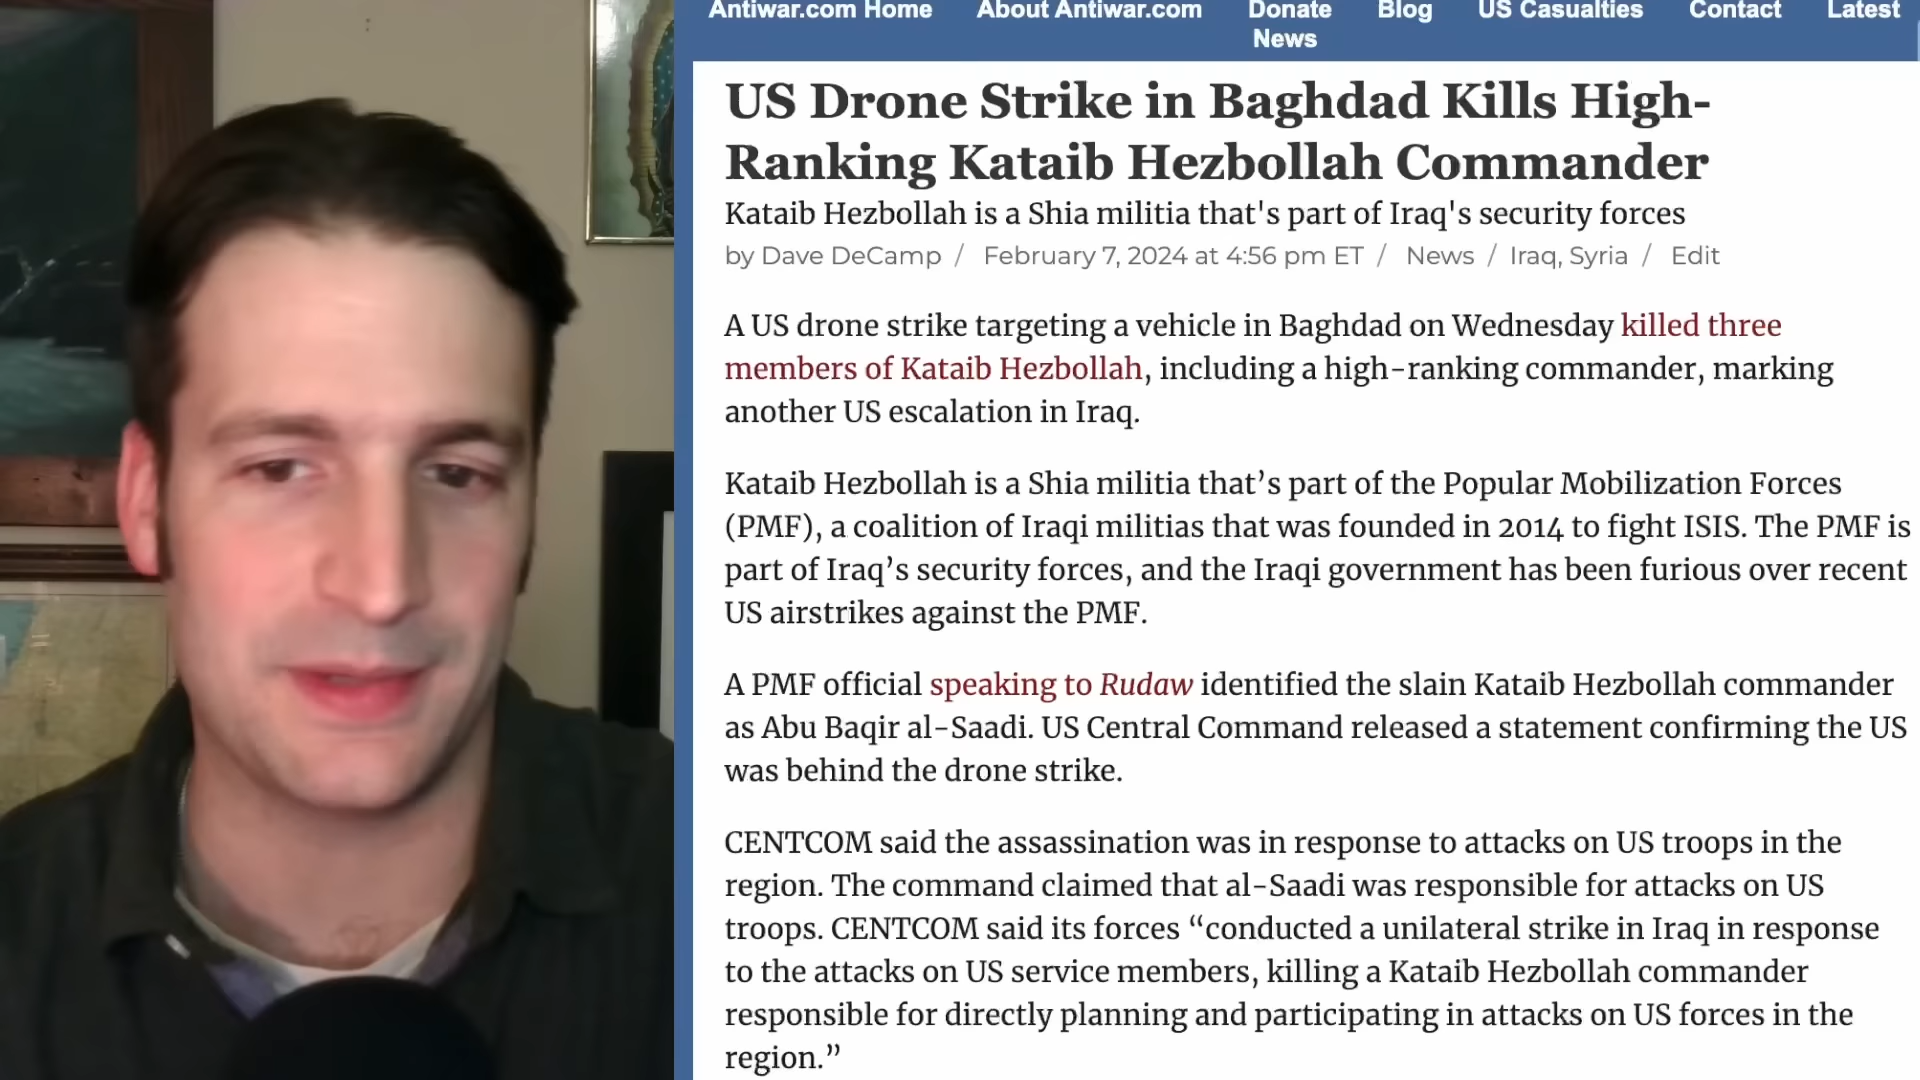 Antiwar.com Home About Antiwar.com Donate Blog US Casualties Contact Latest
News
US Drone Strike in Baghdad Kills High-
Ranking Kataib Hezbollah Commander
Kataib Hezbollah is a Shia militia that's part of Iraq's security forces
by Dave DeCamp / February 7, 2024 at 4:56 pm ET / News / Iraq, Syria / Edit
A US drone strike targeting a vehicle in Baghdad on Wednesday killed three
members of Kataib Hezbollah, including a high-ranking commander, marking
another US escalation in Iraq.
Kataib Hezbollah is a Shia militia that’s part of the Popular Mobilization Forces
(PMF), a coalition of Iraqi militias that was founded in 2014 to fight ISIS. The PMF is
part of Iraq’s security forces, and the Iraqi government has been furious over recent
US airstrikes against the PMF.
A PMF official speaking to Rudaw identified the slain Kataib Hezbollah commander
as Abu Baqir al-Saadi. US Central Command released a statement confirming the US
was behind the drone strike.
CENTCOM said the assassination was in response to attacks on US troops in the
region. The command claimed that al-Saadi was responsible for attacks on US
troops. CENTCOM said its forces “conducted a unilateral strike in Iraq in response
to the attacks on US service members, killing a Kataib Hezbollah commander
responsible for directly planning and participating in attacks on US forces in the
region.”